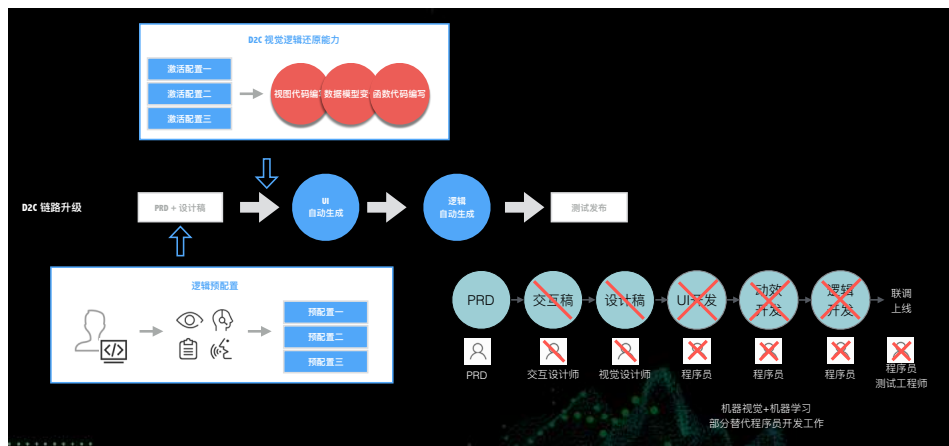 D2C 视觉逻辑还原能力
激活配置一
激活配置二
激活配置三
视图代码编写
数据模型变
函数代码编写
D2C 链路升级
PRD + 设计稿
UI
自动生成
逻辑
自动生成
测试发布
逻辑预配置
</>
预配置一
预配置二
预配置三
PRD
交互稿
设计稿
UI开发
动效
开发
逻辑
开发
联调
上线
PRD
交互设计师
视觉设计师
程序员
程序员
程序员
程序员
测试工程师
机器视觉+机器学习
部分替代程序员开发工作